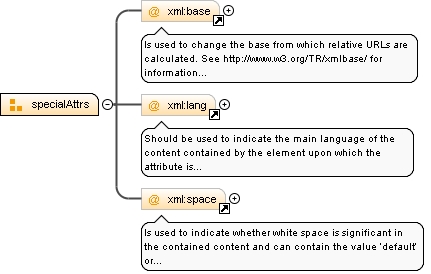 @ xml:base
Is used to change the base from which relative URLs are
calculated. See http://www.w3.org/TR/xmlbase/ for
information...
specialAttrs
@ xml:lang
Should be used to indicate the main language of the
content contained by the element upon which the
attribute is...
@ xml:space
Is used to indicate whether white space is significant in
the contained content and can contain the value 'default'
or...